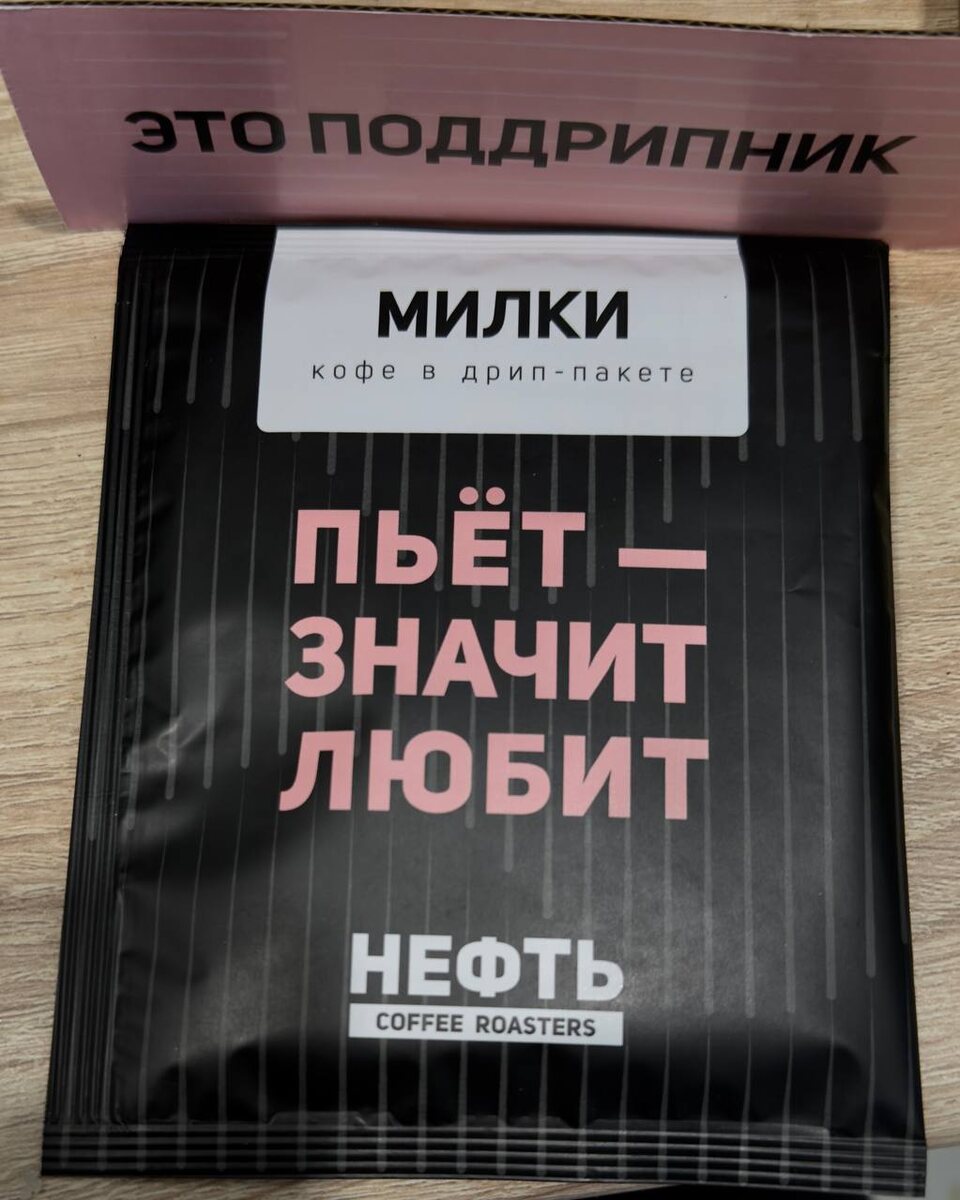 ЭТО ПОДДРИПНИК
МИЛКИ
кофе в дрип-пакете
ПЬЁТ —
ЗНАЧИТ
ЛЮБИТ
НЕФТЬ
COFFEE ROASTERS